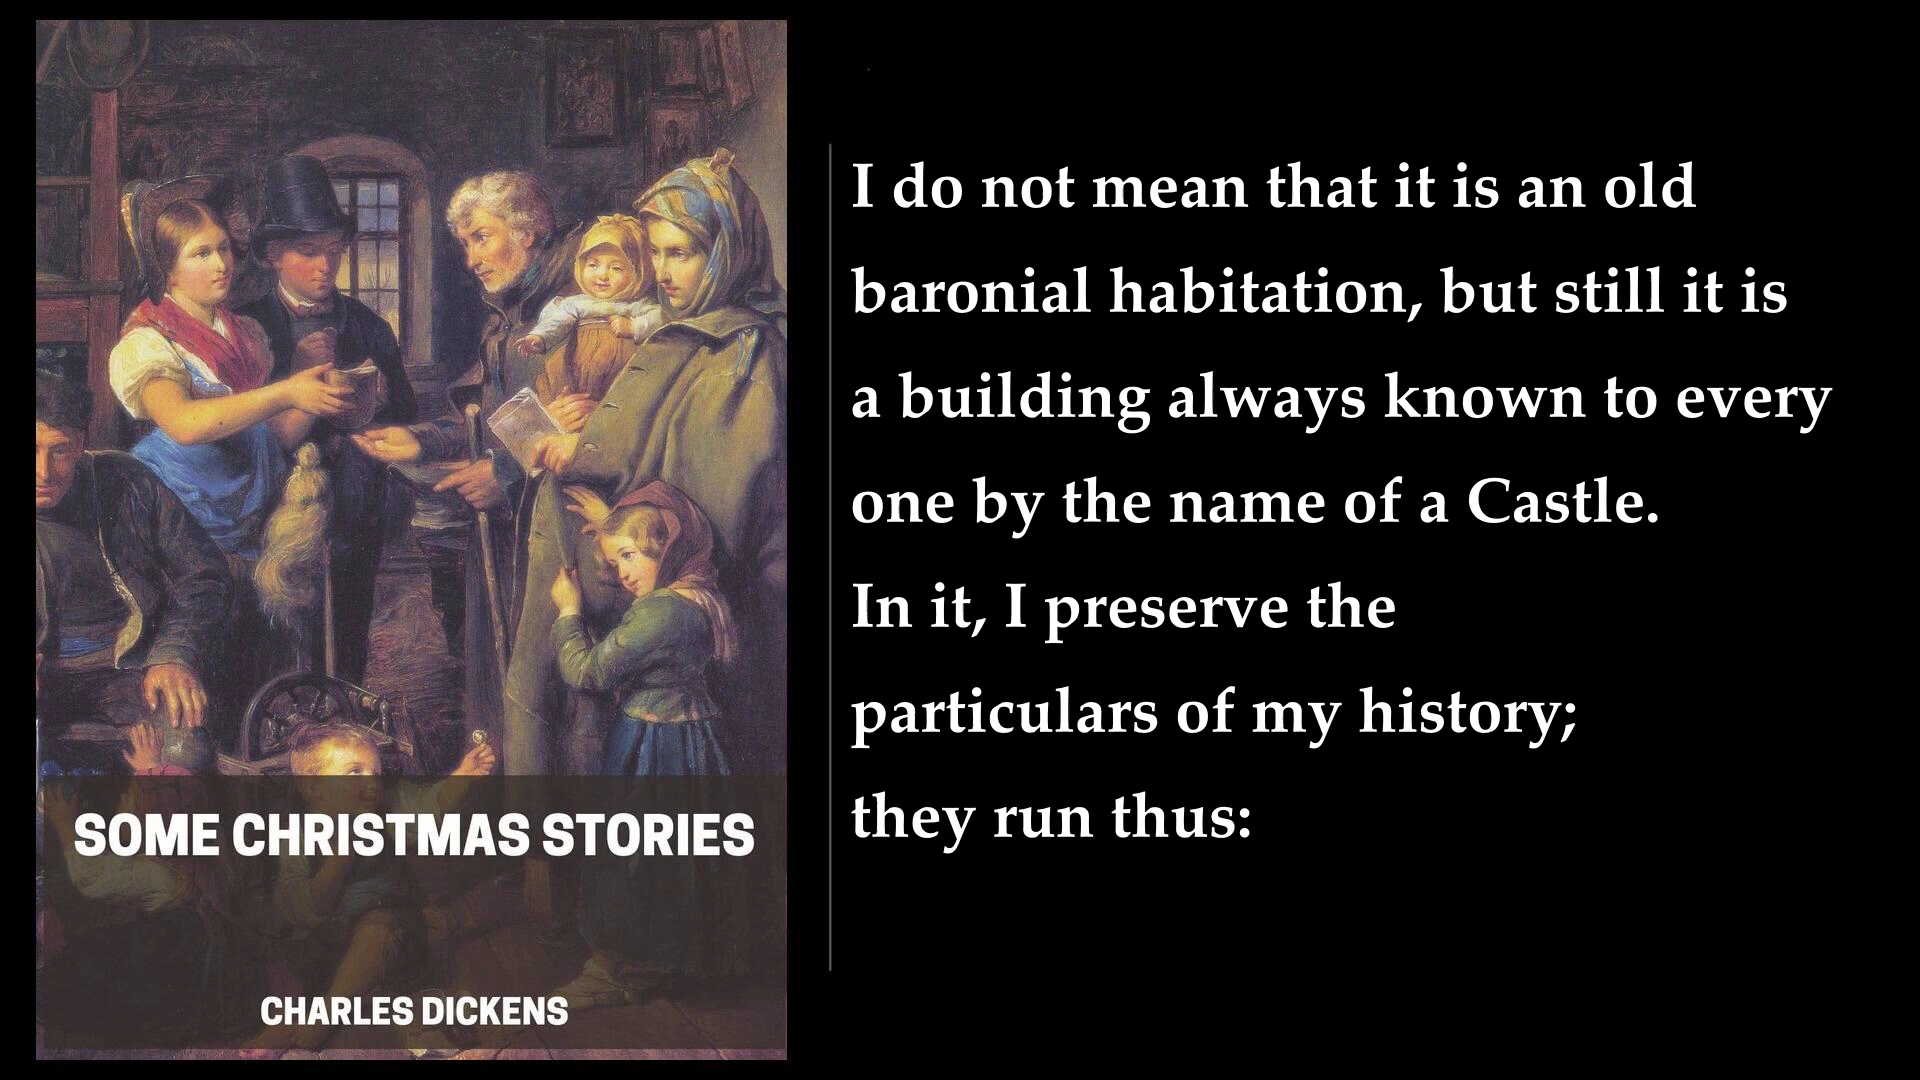 SOME CHRISTMAS STORIES
CHARLES DICKENS
I do not mean that it is an old
baronial habitation, but still it is
a building always known to every
one by the name of a Castle.
In it, I preserve the
particulars of my history;
they run thus: